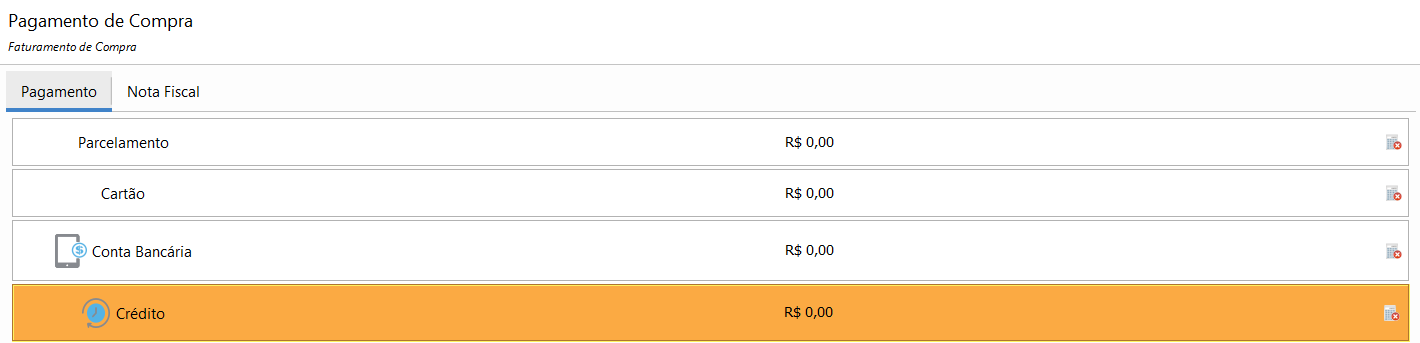 Pagamento de Compra
Faturamento de Compra
Pagamento Nota Fiscal
Parcelamento R$ 0,00
Cartão R$ 0,00
$ Conta Bancária R$ 0,00
Crédito R$ 0,00